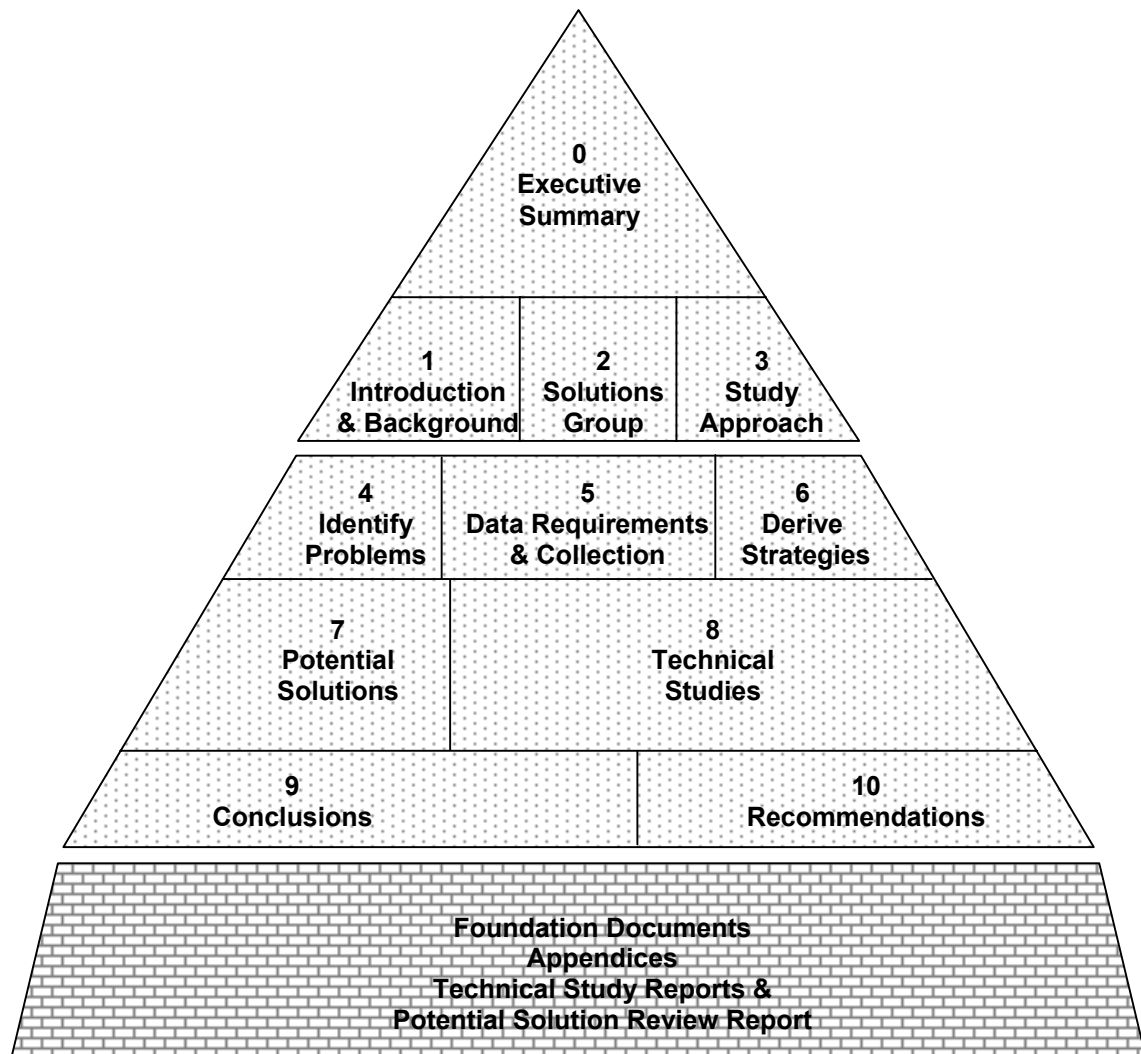 0
Executive
Summary
1
Introduction
& Background
2
Solutions
Group
3
Study
Approach
4
Identify
Problems
5
Data Requirements
& Collection
6
Derive
Strategies
7
Potential
Solutions
8
Technical
Studies
9
Conclusions
10
Recommendations
Foundation Documents
Appendices
Technical Study Reports &
Potential Solution Review Report